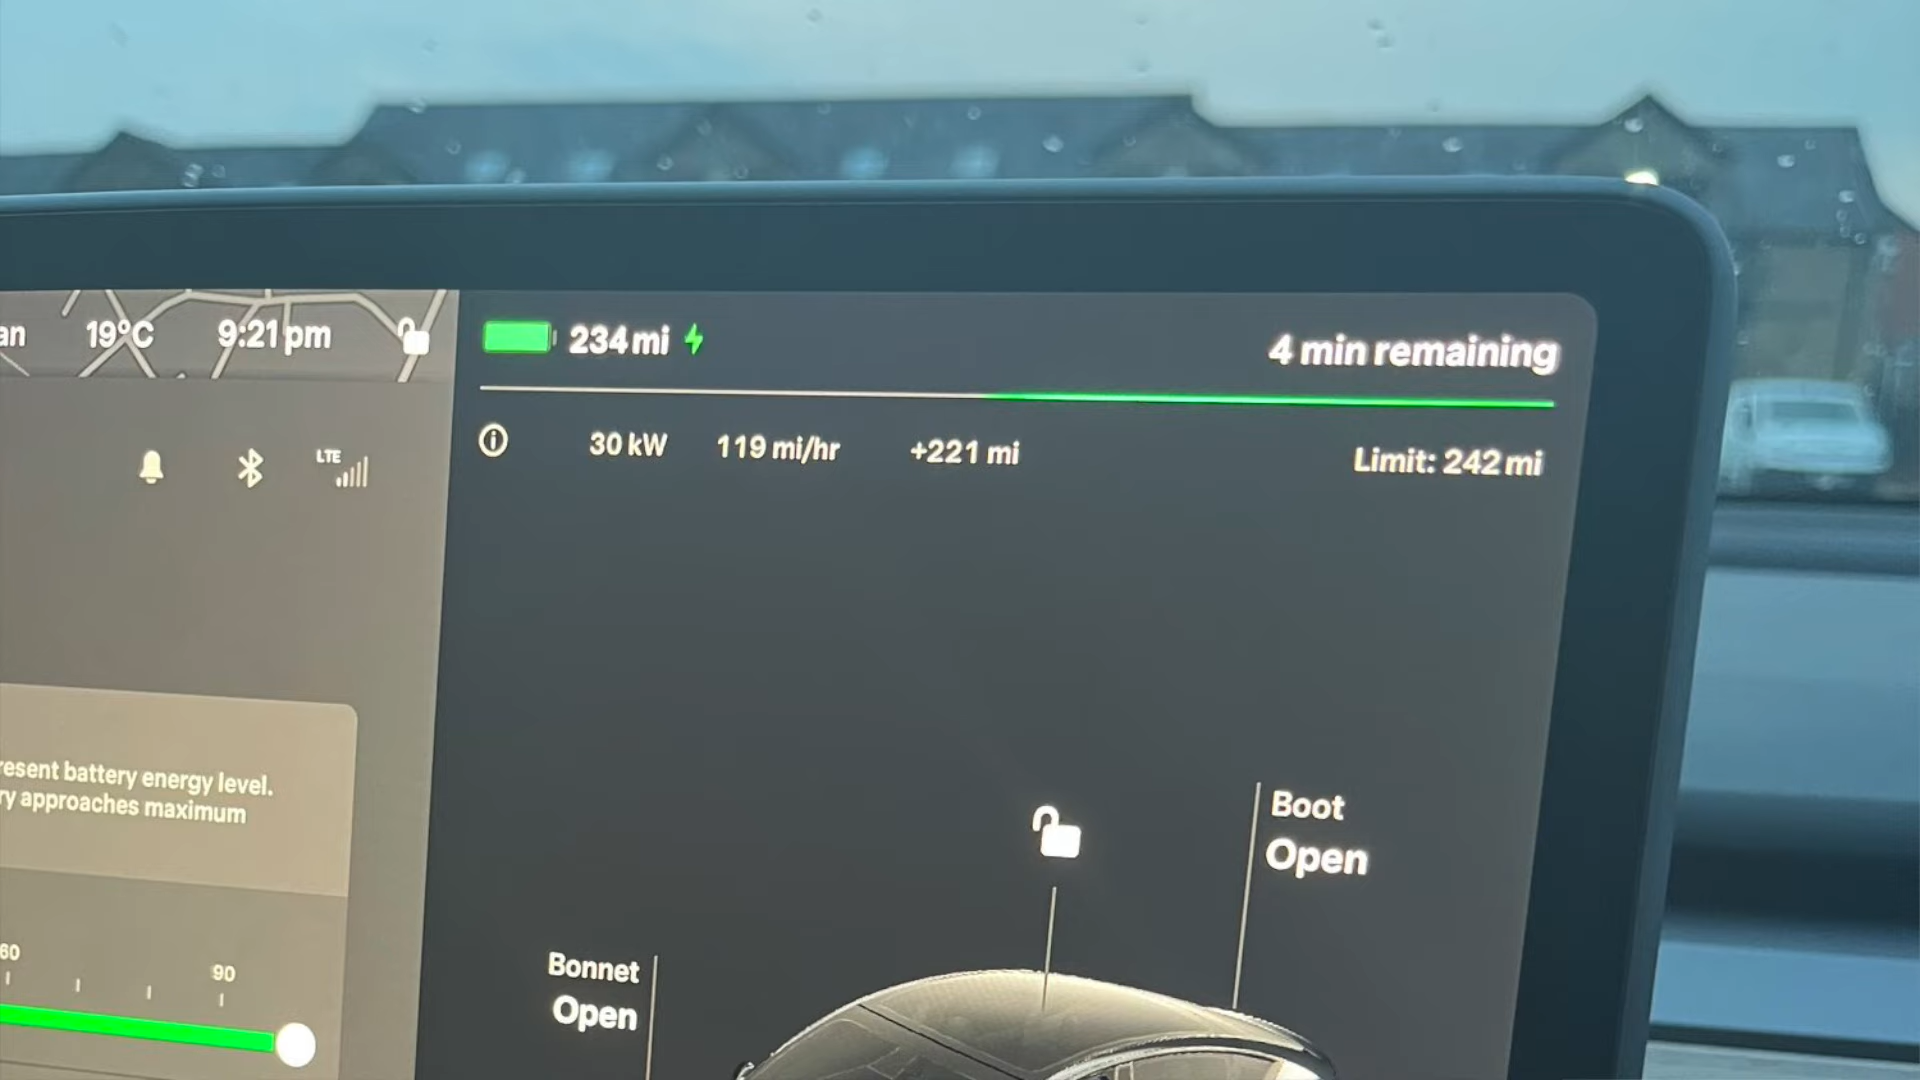 19°C 9:21 pm
234 mi
4 min remaining
30 kW 119 mi/hr +221 mi
Limit: 242 mi
LTE
battery energy level.
approaches maximum
60 90
Boot
Open
Bonnet
Open